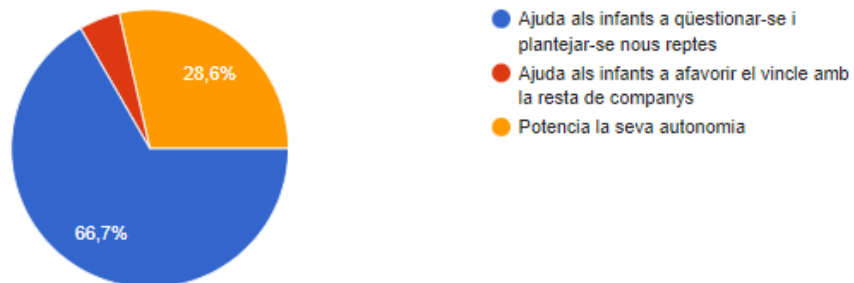 28,6%
66,7%
Ajuda als infants a qüestionar-se i
plantejar-se nous reptes
Ajuda als infants a afavorir el vincle amb
la resta de companys
Potencia la seva autonomia